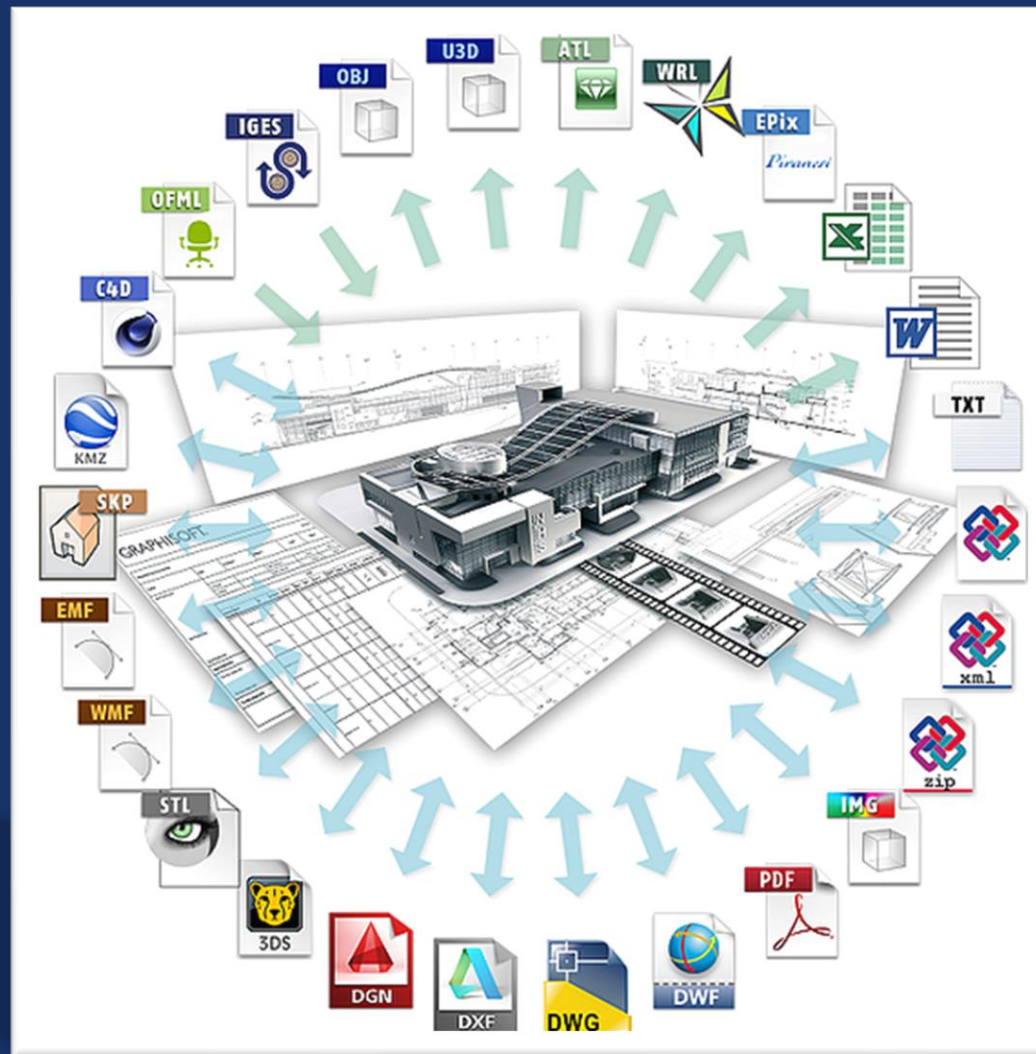 U3D
ATL
OBJ
WRL
IGES
EPix
Piranesi
OFML
X
C4D
W
TXT
KMZ
SKP
GRAPHISOFT.
EMF
xml
WMF
zip
STL
IMG
PDF
3DS
DGN
DXF
DWG
DWF